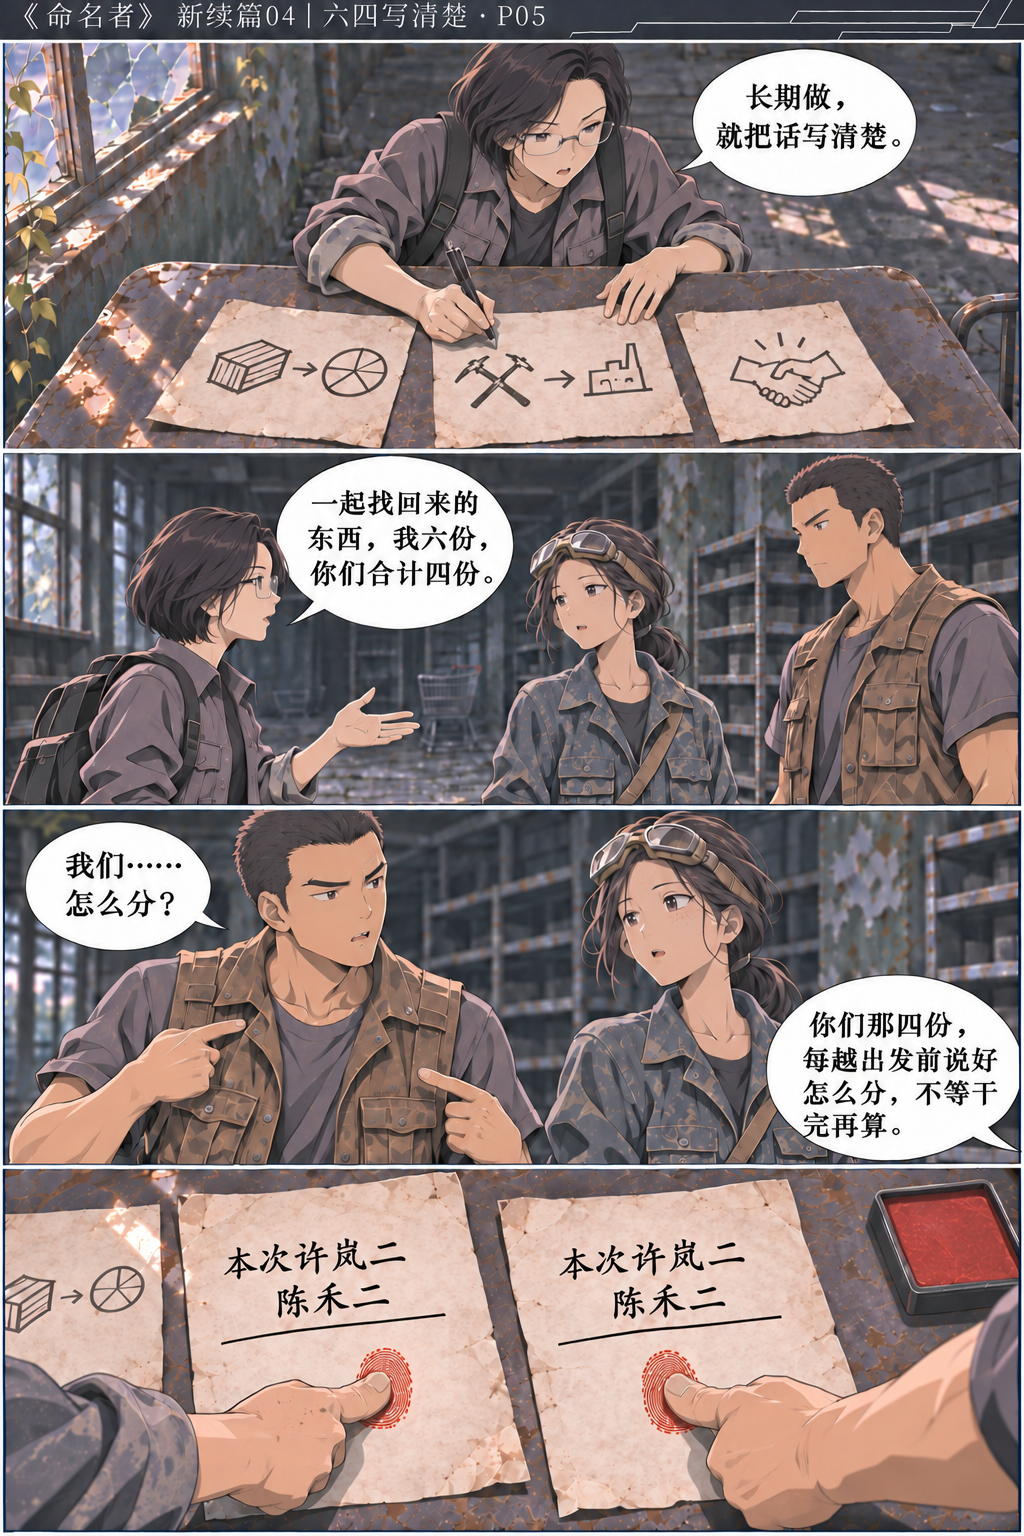 《命名者》 新续篇04 | 六四写清楚 · P05
长期做，
就把话写清楚。
一起找回来的
东西，我六份，
你们合计四份。
我们……
怎么分？
你们那四份，
每趟出发前说好
怎么分，不等干
完再算。
本次许岚二
陈禾二
本次许岚二
陈禾二